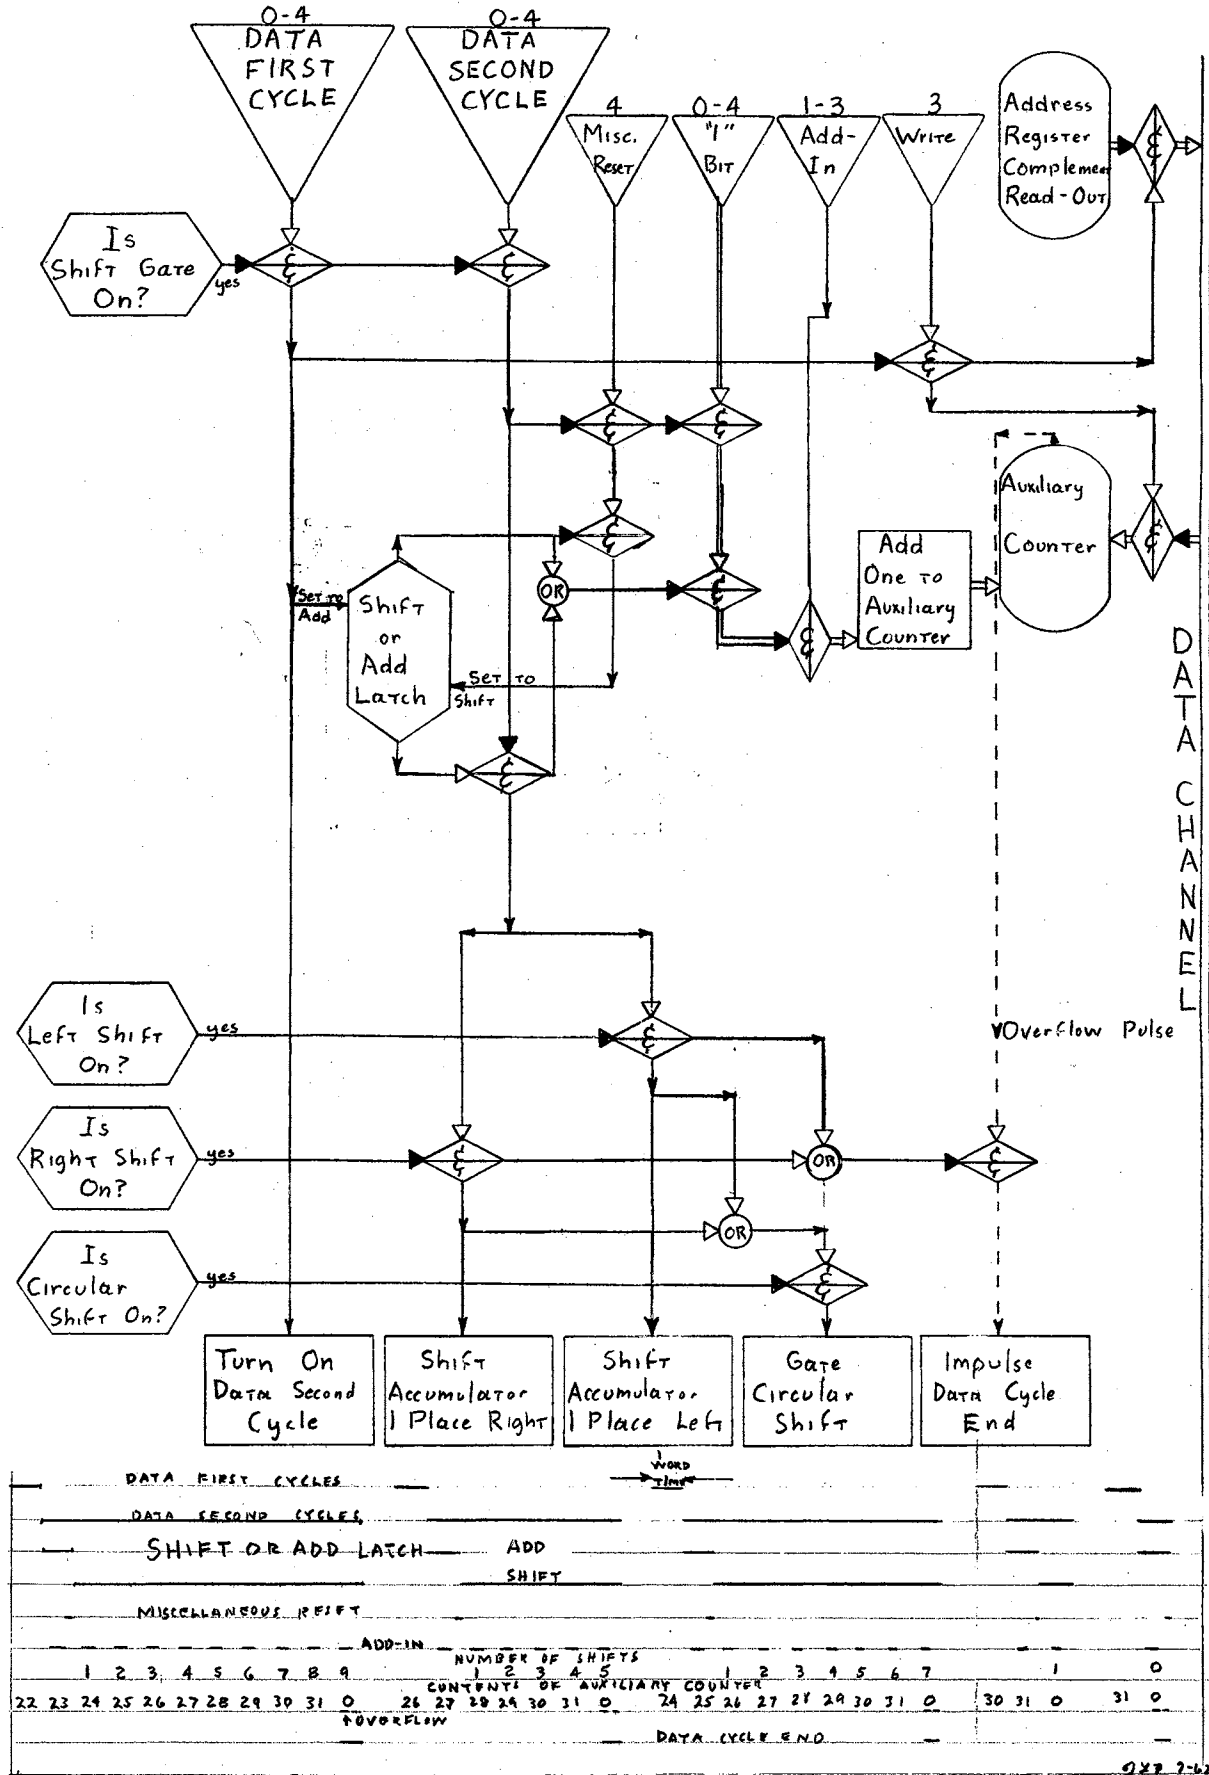 0-4
DATA
FIRST
CYCLE
0-4
DATA
SECOND
CYCLE
4
Misc.
Reset
0-4
"1"
Bit
1-3
Add-
In
3
Write
Address
Register
Complement
Read-Out
&
Is
Shift Gate
On?
yes
&
&
&
&
&
Auxiliary
Counter
&
&
Add
One to
Auxiliary
Counter
OR
&
&
Set to
Add
Shift
or
Add
Latch
Set to
Shift
&
DATA CHANNEL
Is
Left Shift
On?
yes
&
Overflow Pulse
Is
Right Shift
On?
yes
&
OR
&
OR
Is
Circular
Shift On?
yes
&
Turn On
Data Second
Cycle
Shift
Accumulator
1 Place Right
Shift
Accumulator
1 Place Left
Gate
Circular
Shift
Impulse
Data Cycle
End
1
WORD
TIME
DATA FIRST CYCLES
DATA SECOND CYCLES
SHIFT OR ADD LATCH ADD
SHIFT
MISCELLANEOUS RESET
ADD-IN
NUMBER OF SHIFTS
1 2 3 4 5 6 7 8 9 1 2 3 4 5 1 2 3 4 5 6 7 1 0
CONTENTS OF AUXILIARY COUNTER
22 23 24 25 26 27 28 29 30 31 0 26 27 28 29 30 31 0 24 25 26 27 28 29 30 31 0 30 31 0 31 0
OVERFLOW
DATA CYCLE END